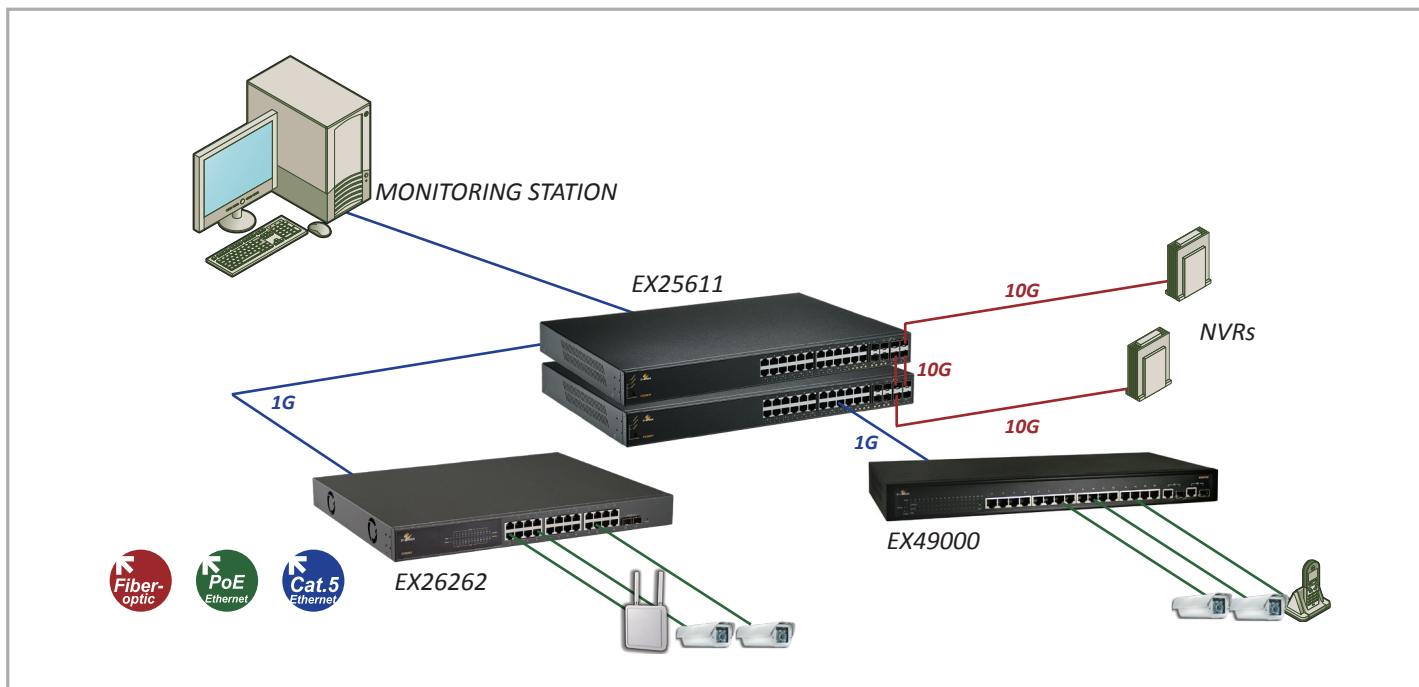 MONITORING STATION
EX25611
10G
NVRs
10G
1G
10G
1G
EX49000
EX26262
Fiber-
optic
PoE
Ethernet
Cat.5
Ethernet